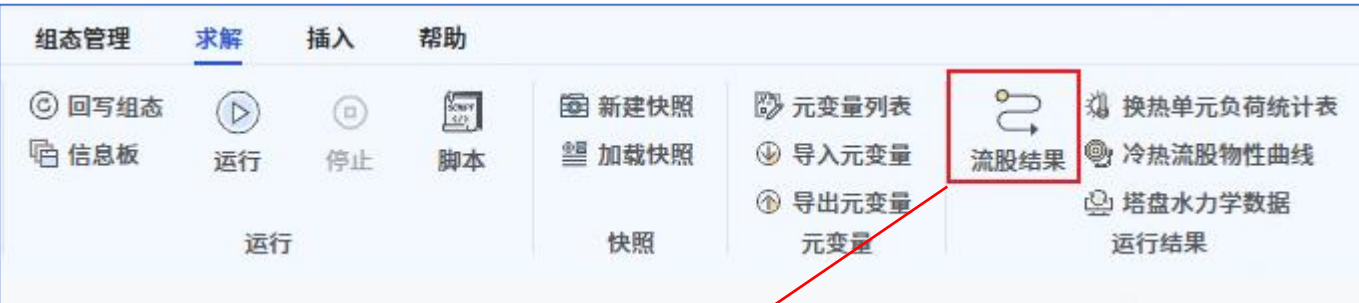 组态管理 求解 插入 帮助
回写组态
信息板
运行
停止
SCRIPT
脚本
运行
新建快照
加载快照
快照
元变量列表
导入元变量
导出元变量
元变量
流股结果
换热单元负荷统计表
冷热流股物性曲线
塔盘水力学数据
运行结果